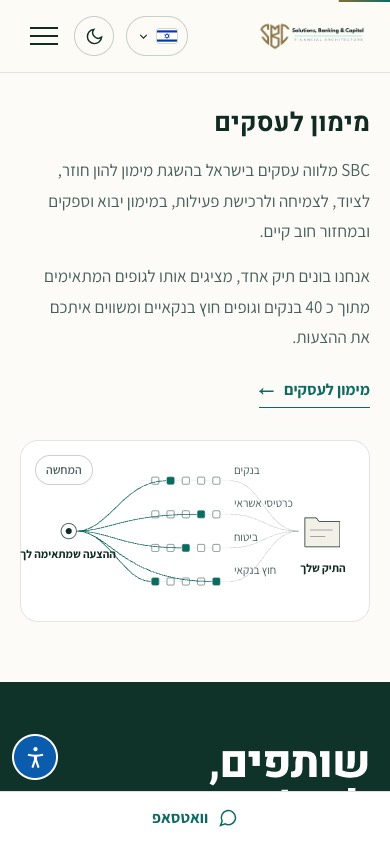 SBC Solutions, Banking & Capital
FINANCIAL ARCHITECTURE
מימון לעסקים
SBC מלווה עסקים בישראל בהשגת מימון להון חוזר,
לציוד, לצמיחה ולרכישת פעילות, במימון יבוא וספקים
ובמחזור חוב קיים.
אנחנו בונים תיק אחד, מציגים אותו לגופים המתאימים
מתוך כ 40 בנקים וגופים חוץ בנקאיים ומשווים איתכם
את ההצעות.
מימון לעסקים ←
המחשה
בנקים
כרטיסי אשראי
ביטוח
חוץ בנקאי
התיק שלך
ההצעה שמתאימה לך
שותפים,
וואטסאפ